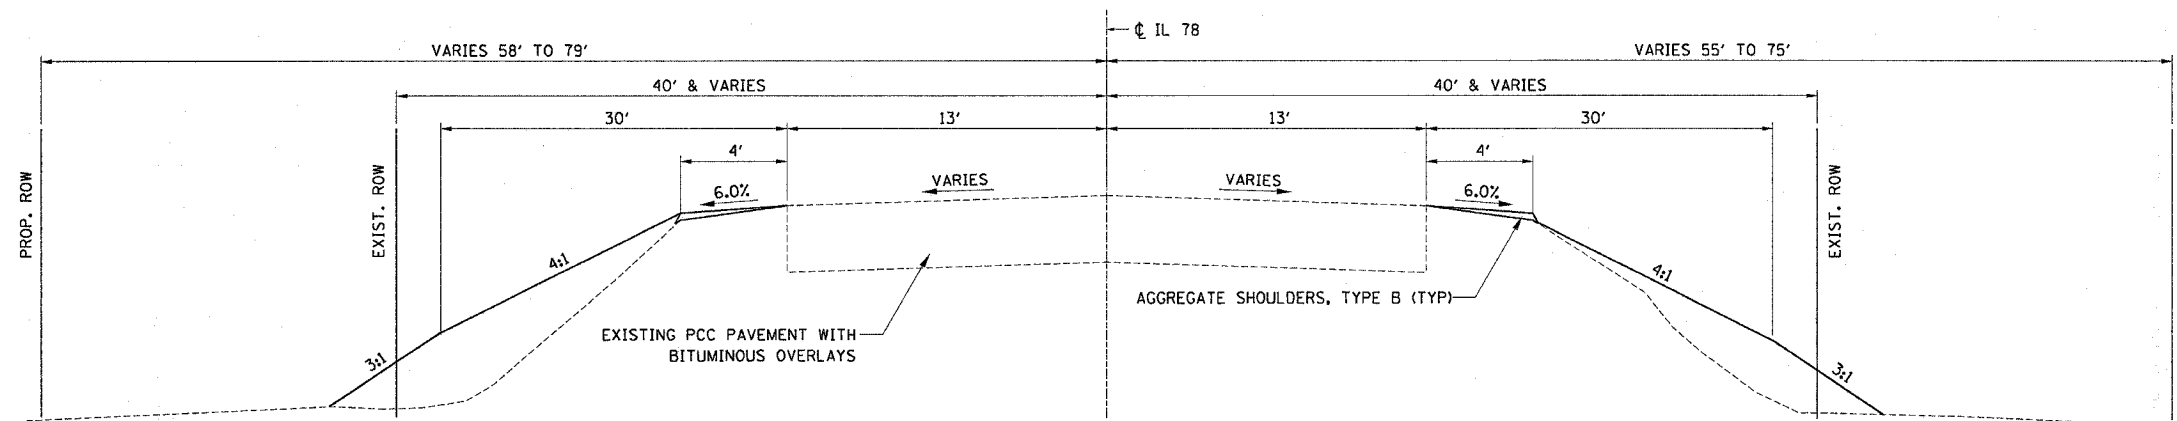 ℄ IL 78
VARIES 58' TO 79'
VARIES 55' TO 75'
40' & VARIES
40' & VARIES
30'
13'
13'
30'
4'
4'
PROP. ROW
EXIST. ROW
6.0%
VARIES
VARIES
6.0%
EXIST. ROW
4:1
4:1
AGGREGATE SHOULDERS, TYPE B (TYP)
EXISTING PCC PAVEMENT WITH
BITUMINOUS OVERLAYS
3:1
3:1